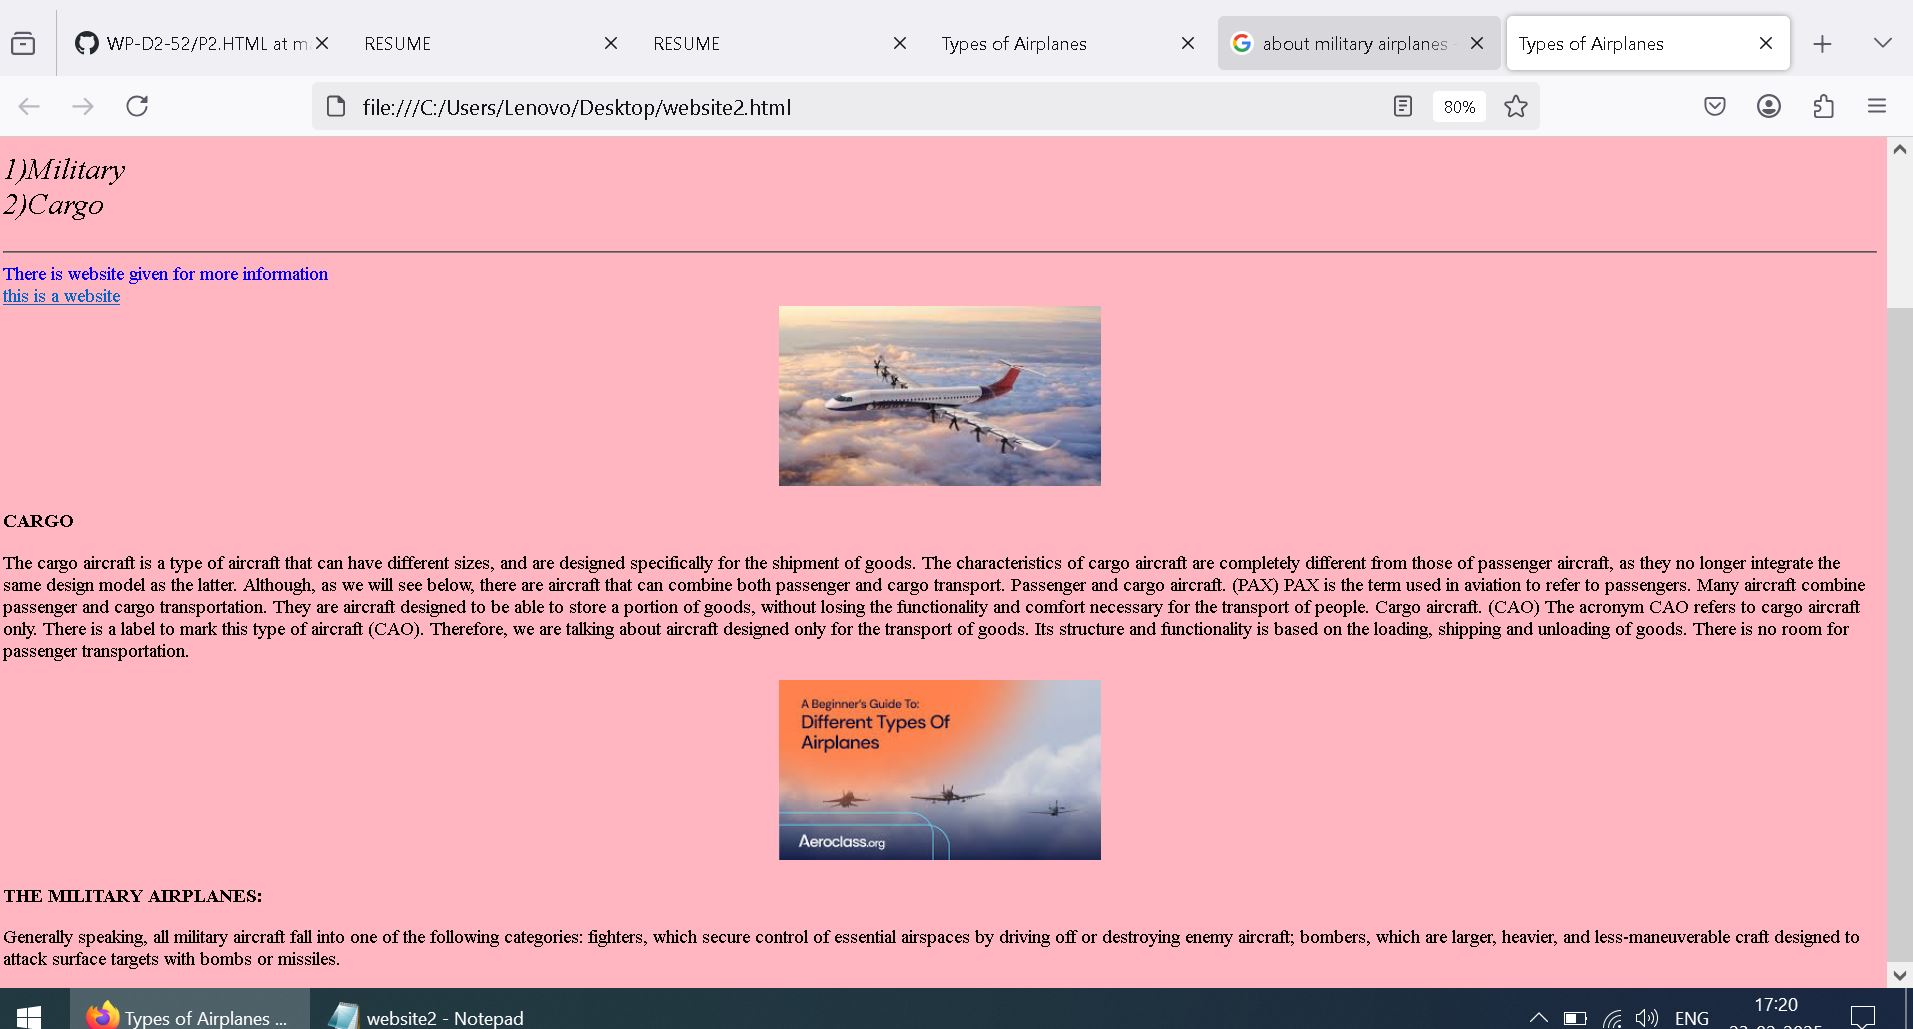 WP-D2-52/P2.HTML at m
RESUME
RESUME
Types of Airplanes
about military airplanes -
Types of Airplanes
file:///C:/Users/Lenovo/Desktop/website2.html
80%
1)Military
2)Cargo
There is website given for more information
this is a website
CARGO
The cargo aircraft is a type of aircraft that can have different sizes, and are designed specifically for the shipment of goods. The characteristics of cargo aircraft are completely different from those of passenger aircraft, as they no longer integrate the
same design model as the latter. Although, as we will see below, there are aircraft that can combine both passenger and cargo transport. Passenger and cargo aircraft. (PAX) PAX is the term used in aviation to refer to passengers. Many aircraft combine
passenger and cargo transportation. They are aircraft designed to be able to store a portion of goods, without losing the functionality and comfort necessary for the transport of people. Cargo aircraft. (CAO) The acronym CAO refers to cargo aircraft
only. There is a label to mark this type of aircraft (CAO). Therefore, we are talking about aircraft designed only for the transport of goods. Its structure and functionality is based on the loading, shipping and unloading of goods. There is no room for
passenger transportation.
A Beginner's Guide To:
Different Types Of
Airplanes
Aeroclass.org
THE MILITARY AIRPLANES:
Generally speaking, all military aircraft fall into one of the following categories: fighters, which secure control of essential airspaces by driving off or destroying enemy aircraft; bombers, which are larger, heavier, and less-maneuverable craft designed to
attack surface targets with bombs or missiles.
Types of Airplanes ...
website2 - Notepad
ENG
17:20